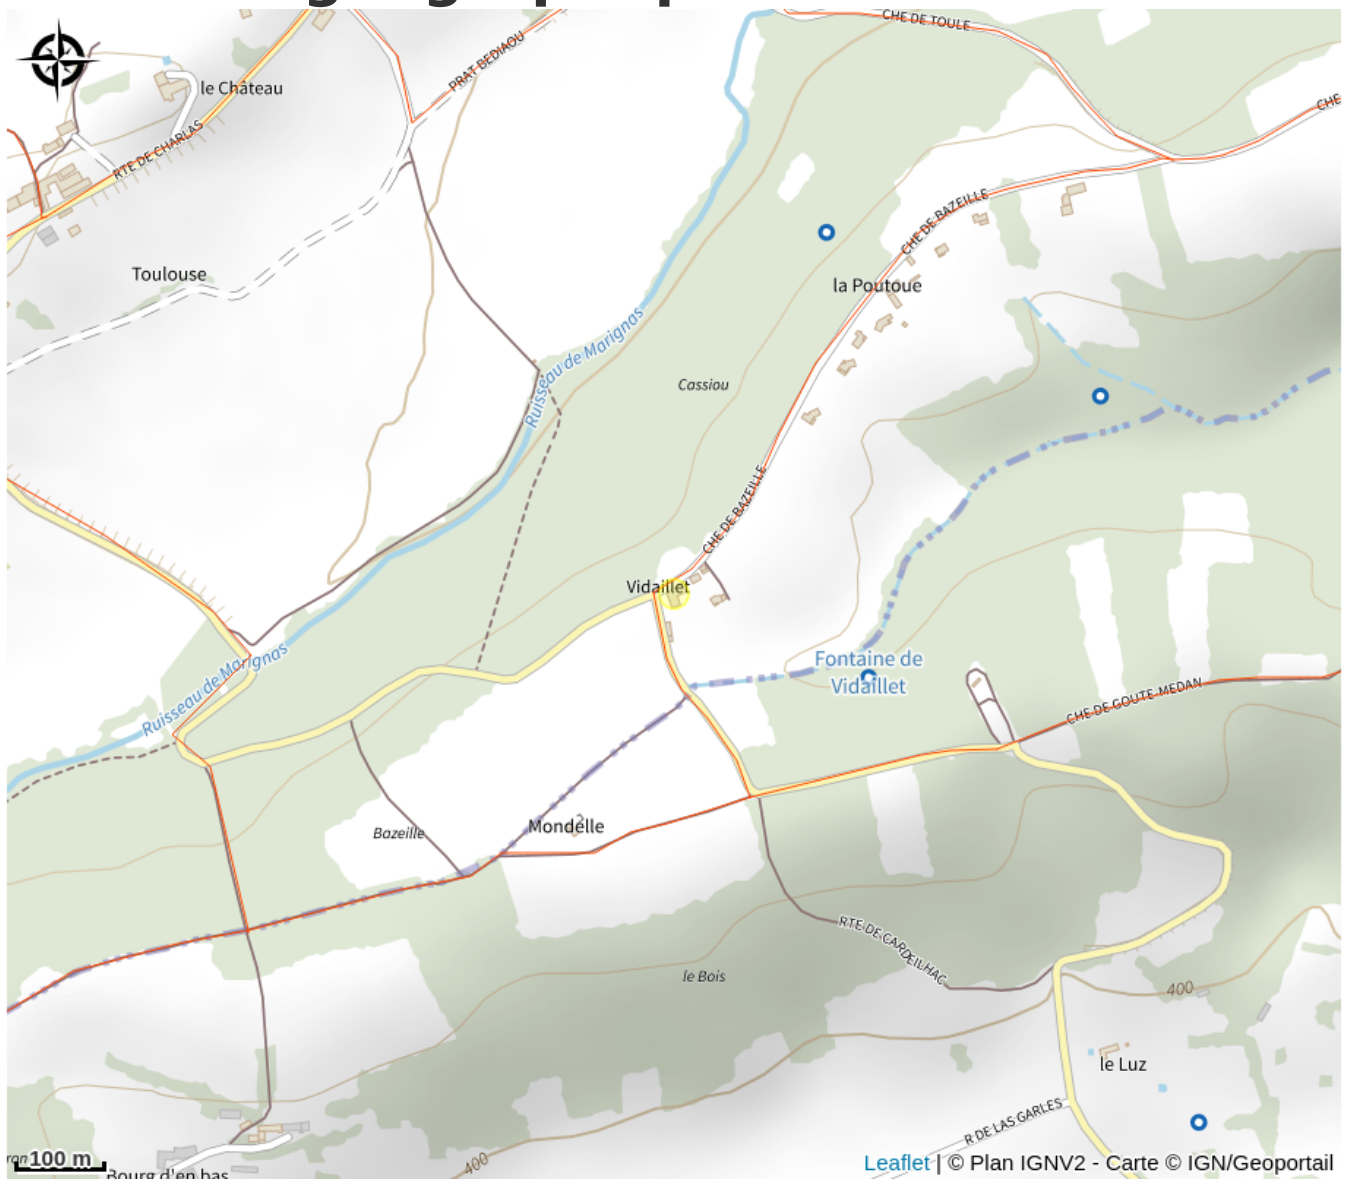 CHE DE TOULE
PRAT BEDIAOU
le Château
CHE
RTE DE CHARLAS
CHE DE BAZEILLE
Toulouse
la Poutoue
Ruisseau de Marignas
Cassiou
CHE DE BAZEILLE
Vidaillet
Ruisseau de Marignas
Fontaine de
Vidaillet
CHE DE GOUTE-MEDAN
Mondelle
2
Bazeille
RTE DE CARDEILHAC
le Bois
400
le Luz
R DE LAS GARLES
400
100 m
Bourg d'en bas
Leaflet | © Plan IGNV2 - Carte © IGN/Geoportail